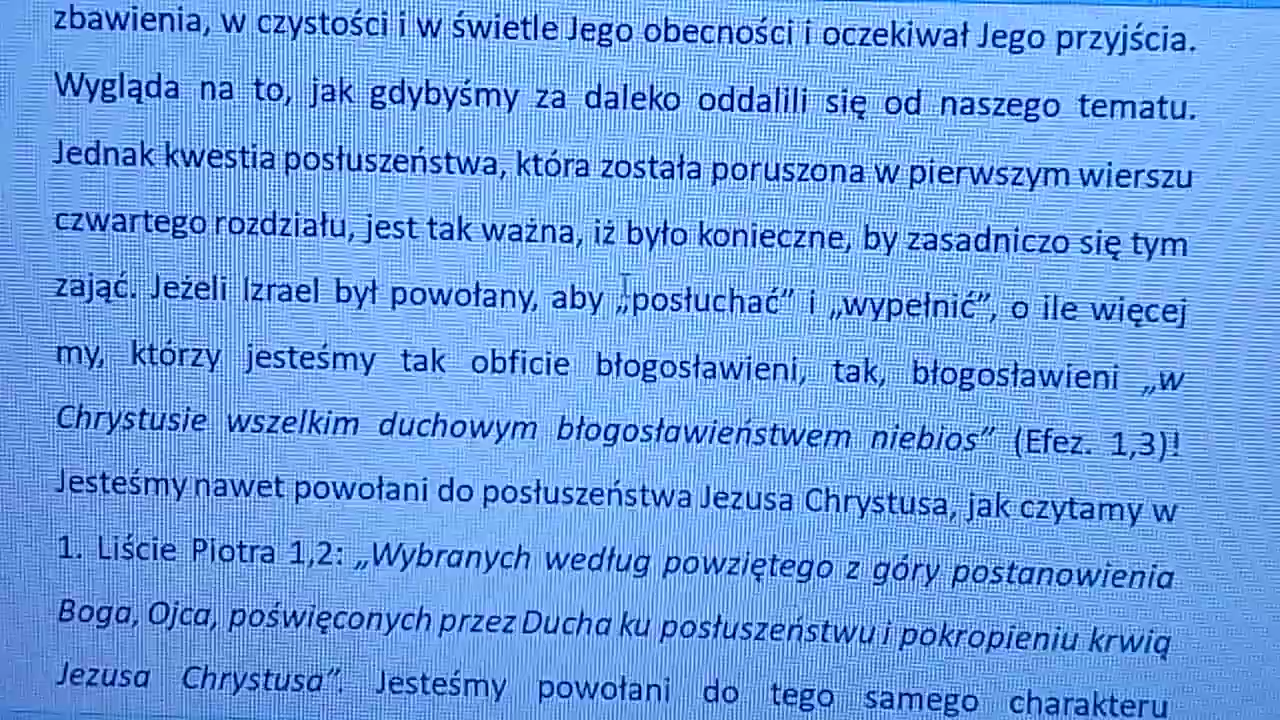 zbawienia, w czystości i w świetle Jego obecności i oczekiwał Jego przyjścia.
Wygląda na to, jak gdybyśmy za daleko oddalili się od naszego tematu.
Jednak kwestia posłuszeństwa, która została poruszona w pierwszym wierszu
czwartego rozdziału, jest tak ważna, iż było konieczne, by zasadniczo się tym
zająć. Jeżeli Izrael był powołany, aby „posłuchać” i „wypełnić”, o ile więcej
my, którzy jesteśmy tak obficie błogosławieni, tak, błogosławieni „w
Chrystusie wszelkim duchowym błogosławieństwem niebios” (Efez. 1,3)!
Jesteśmy nawet powołani do posłuszeństwa Jezusa Chrystusa, jak czytamy w
1. Liście Piotra 1,2: „Wybranych według powziętego z góry postanowienia
Boga, Ojca, poświęconych przez Ducha ku posłuszeństwu i pokropieniu krwią
Jezusa Chrystusa”. Jesteśmy powołani do tego samego charakteru